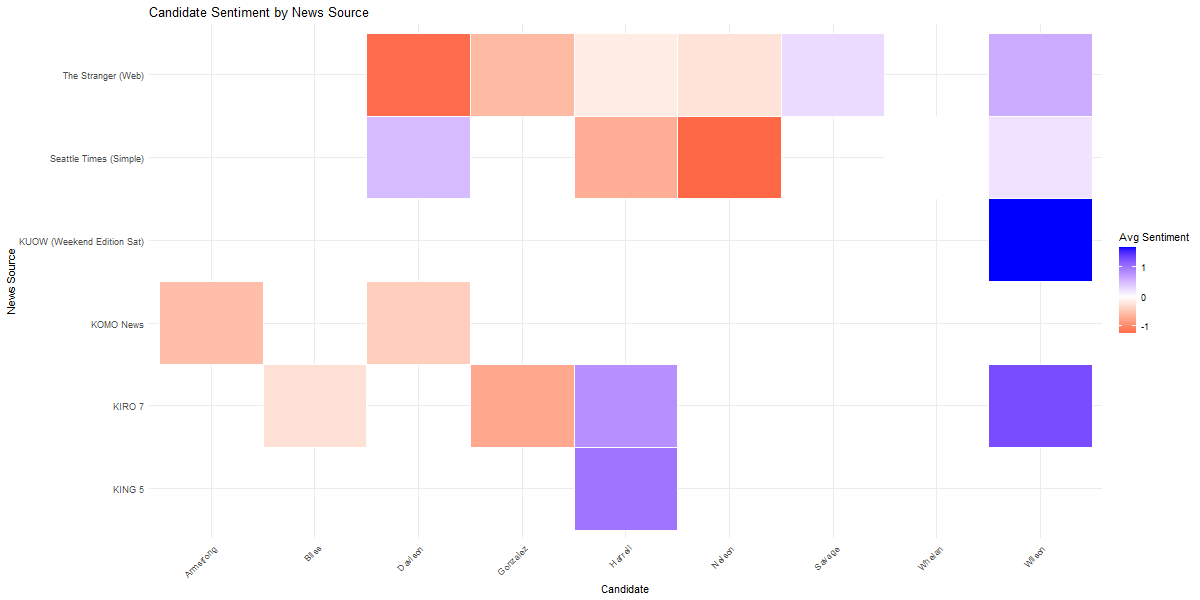 Candidate Sentiment by News Source
The Stranger (Web)
Seattle Times (Simple)
KUOW (Weekend Edition Sat)
KOMO News
KIRO 7
KING 5
News Source
Armstrong
Bliss
Davison
Gonzalez
Harrell
Nelson
Savage
Whelan
Wilson
Candidate
Avg Sentiment
1
0
-1